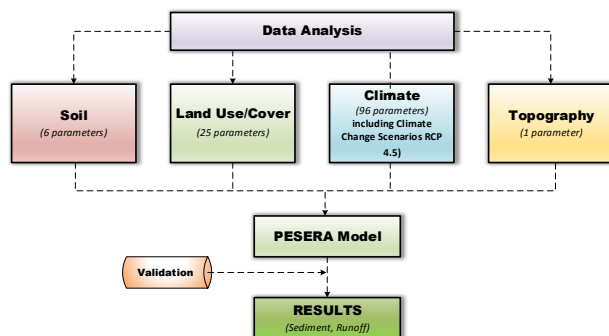 Data Analysis
Soil
(6 parameters)
Land Use/Cover
(25 parameters)
Climate
(96 parameters)
including Climate
Change Scenarios RCP
4.5)
Topography
(1 parameter)
PESERA Model
Validation
RESULTS
(Sediment, Runoff)